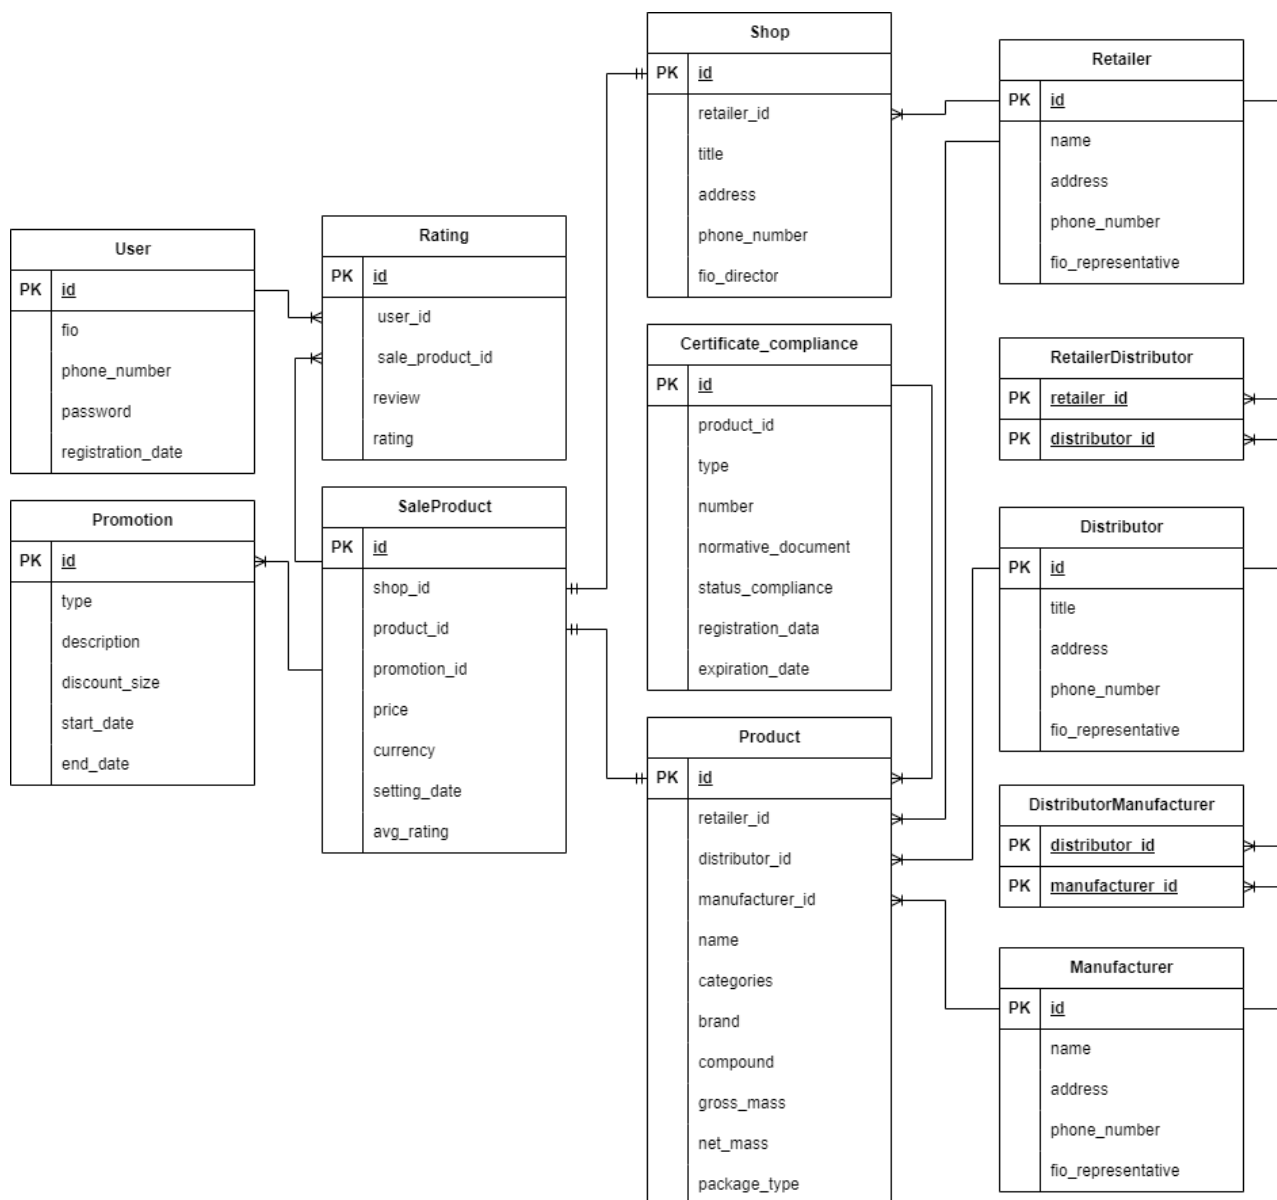 Shop
PK id
retailer_id
title
address
phone_number
fio_director
Retailer
PK id
name
address
phone_number
fio_representative
User
PK id
fio
phone_number
password
registration_date
Rating
PK id
user_id
sale_product_id
review
rating
Certificate_compliance
PK id
product_id
type
number
normative_document
status_compliance
registration_data
expiration_date
RetailerDistributor
PK retailer_id
PK distributor_id
Promotion
PK id
type
description
discount_size
start_date
end_date
SaleProduct
PK id
shop_id
product_id
promotion_id
price
currency
setting_date
avg_rating
Distributor
PK id
title
address
phone_number
fio_representative
Product
PK id
retailer_id
distributor_id
manufacturer_id
name
categories
brand
compound
gross_mass
net_mass
package_type
DistributorManufacturer
PK distributor_id
PK manufacturer_id
Manufacturer
PK id
name
address
phone_number
fio_representative